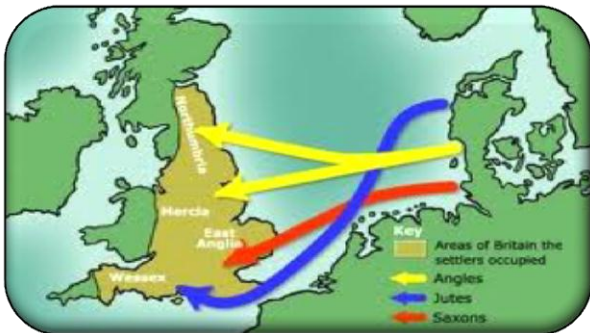 Northumbria
Mercia
East
Anglia
Wessex
Key
Areas of Britain the
settlers occupied
Angles
Jutes
Saxons